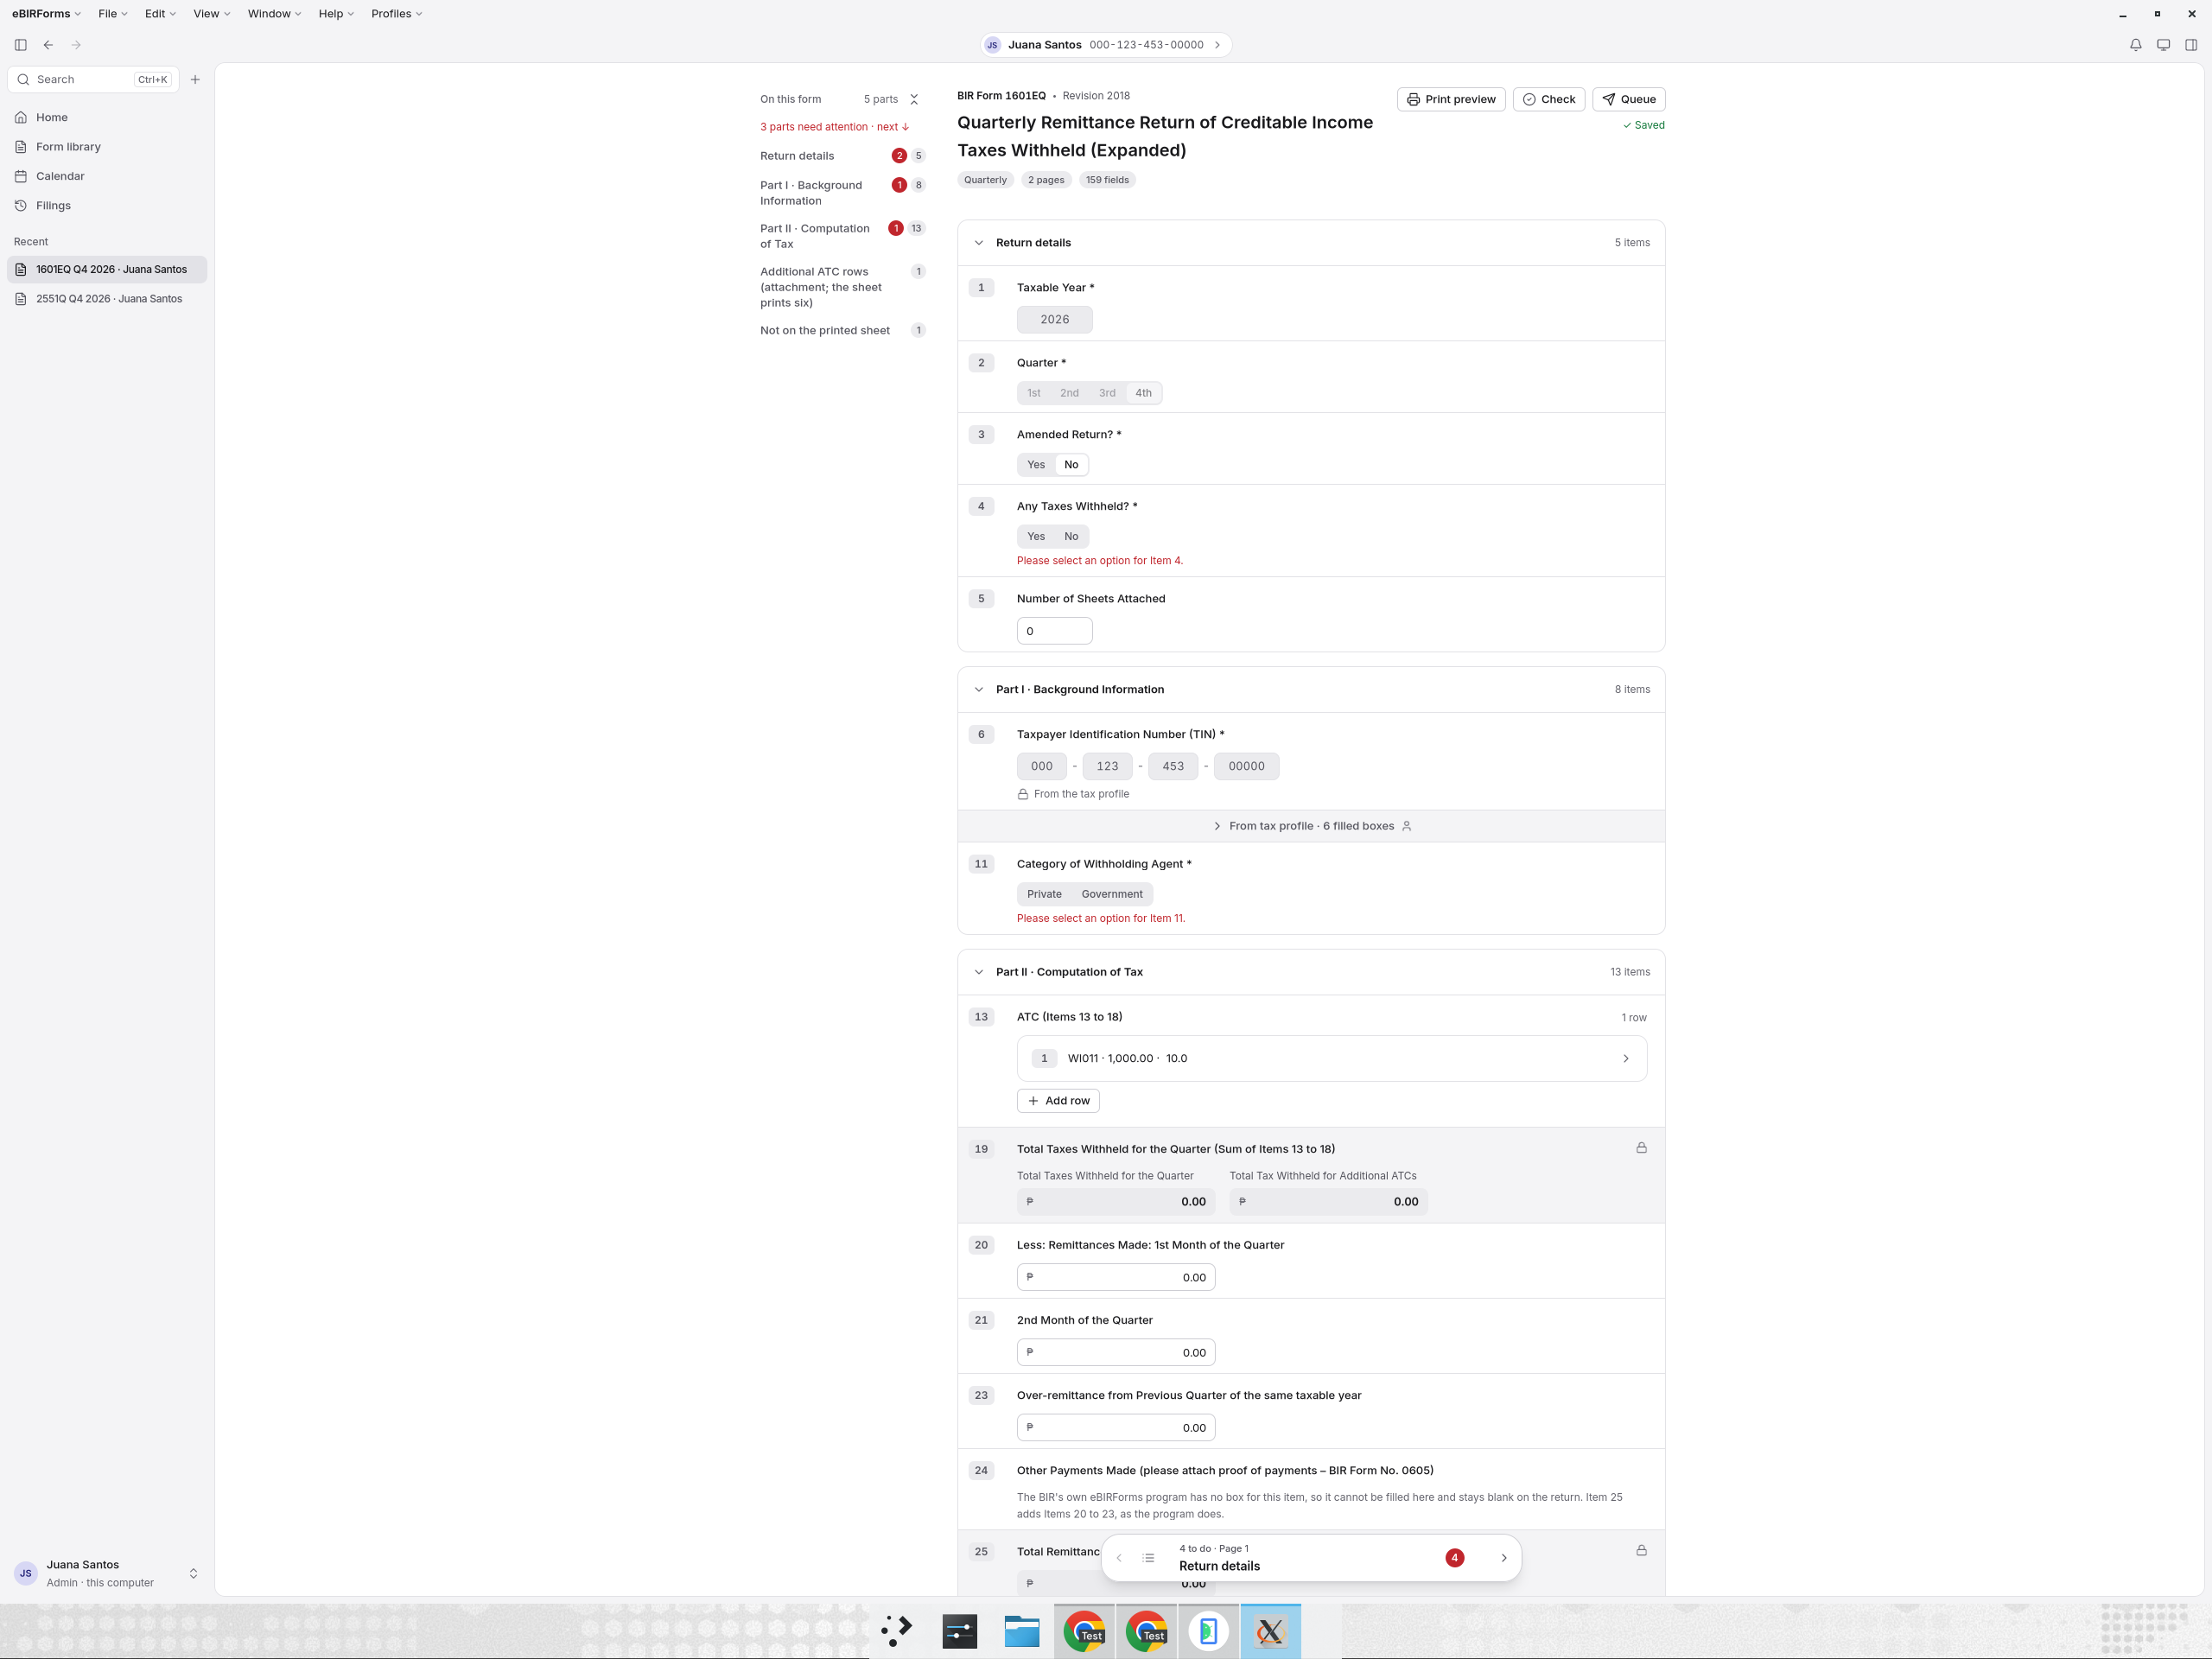 eBIRForms File Edit View Window Help Profiles
JS Juana Santos 000-123-453-00000
Search Ctrl+K
Home
Form library
Calendar
Filings
Recent
1601EQ Q4 2026 · Juana Santos
2551Q Q4 2026 · Juana Santos
JS Juana Santos
Admin · this computer
On this form 5 parts
3 parts need attention · next ↓
Return details 2 5
Part I · Background 1 8
Information
Part II · Computation 1 13
of Tax
Additional ATC rows 1
(attachment; the sheet
prints six)
Not on the printed sheet 1
BIR Form 1601EQ • Revision 2018
Print preview Check Queue
Quarterly Remittance Return of Creditable Income
Taxes Withheld (Expanded)
✓ Saved
Quarterly 2 pages 159 fields
Return details 5 items
1 Taxable Year *
2026
2 Quarter *
1st 2nd 3rd 4th
3 Amended Return? *
Yes No
4 Any Taxes Withheld? *
Yes No
Please select an option for Item 4.
5 Number of Sheets Attached
0
Part I · Background Information 8 items
6 Taxpayer Identification Number (TIN) *
000 - 123 - 453 - 00000
From the tax profile
From tax profile · 6 filled boxes
11 Category of Withholding Agent *
Private Government
Please select an option for Item 11.
Part II · Computation of Tax 13 items
13 ATC (Items 13 to 18) 1 row
1 WI011 · 1,000.00 · 10.0
+ Add row
19 Total Taxes Withheld for the Quarter (Sum of Items 13 to 18)
Total Taxes Withheld for the Quarter Total Tax Withheld for Additional ATCs
₱ 0.00 ₱ 0.00
20 Less: Remittances Made: 1st Month of the Quarter
₱ 0.00
21 2nd Month of the Quarter
₱ 0.00
23 Over-remittance from Previous Quarter of the same taxable year
₱ 0.00
24 Other Payments Made (please attach proof of payments – BIR Form No. 0605)
The BIR's own eBIRForms program has no box for this item, so it cannot be filled here and stays blank on the return. Item 25
adds Items 20 to 23, as the program does.
25 Total Remittanc
₱ 0.00
4 to do · Page 1
Return details 4
Test Test